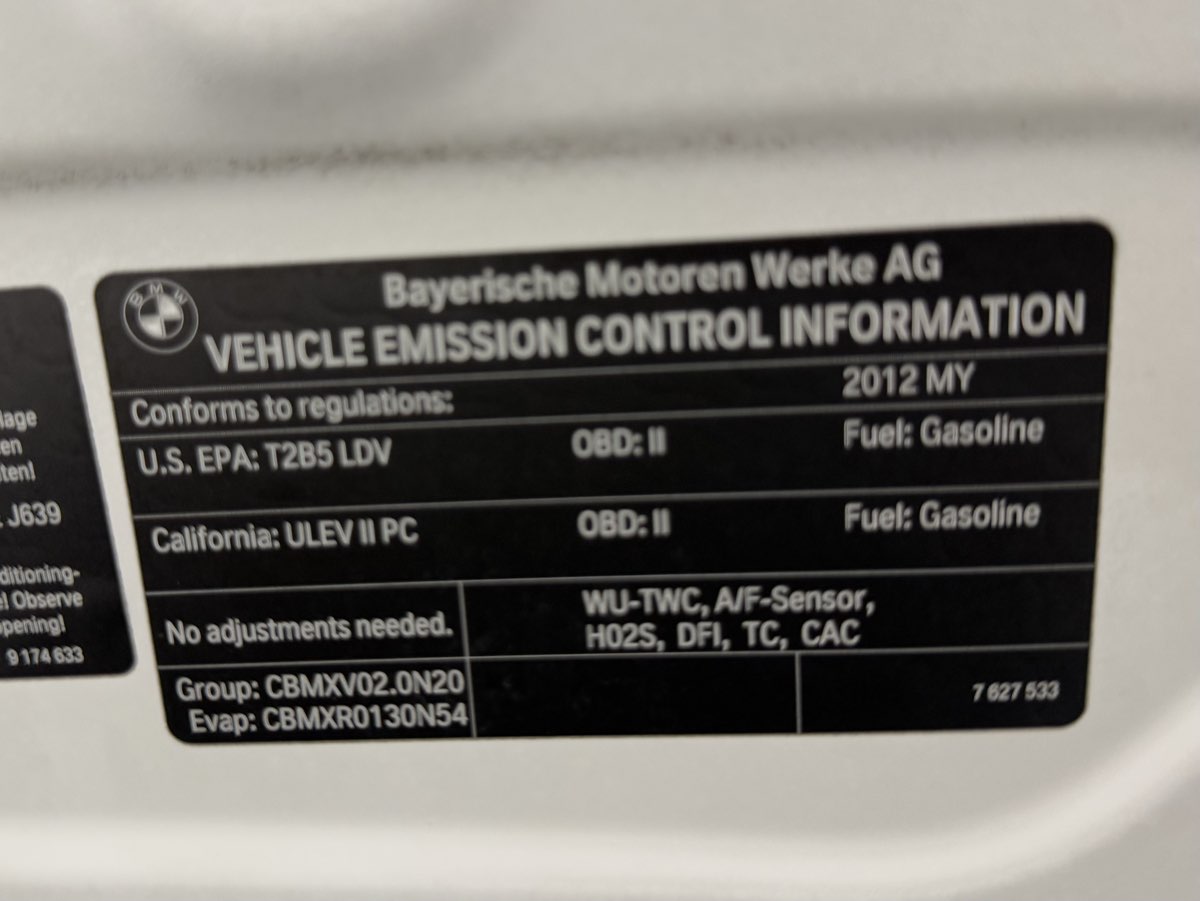 BMW
Bayerische Motoren Werke AG
VEHICLE EMISSION CONTROL INFORMATION
Conforms to regulations: 2012 MY
U.S. EPA: T2B5 LDV OBD: II Fuel: Gasoline
California: ULEV II PC OBD: II Fuel: Gasoline
No adjustments needed.
WU-TWC, A/F-Sensor,
H02S, DFI, TC, CAC
Group: CBMXV02.0N20
Evap: CBMXR0130N54
7 627 533
lage
en
ten!
J639
ditioning-
e! Observe
pening!
9 174 633